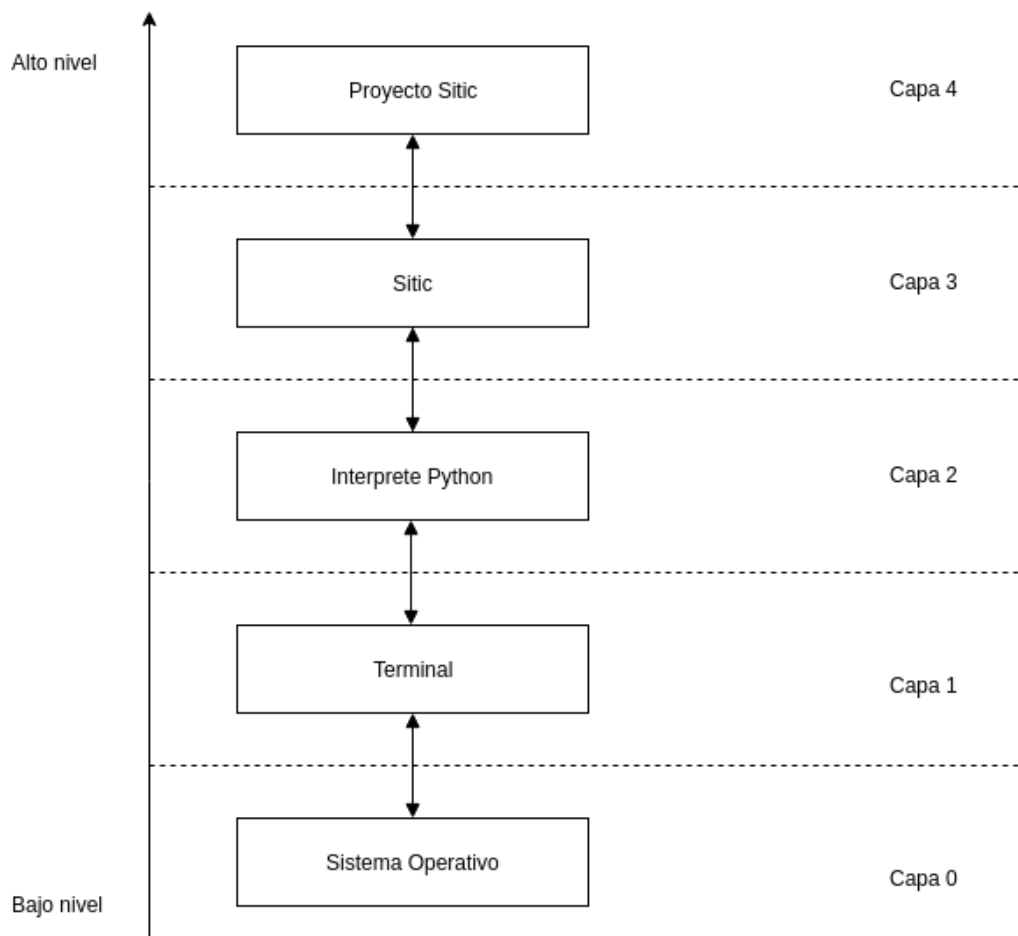 Alto nivel
Proyecto Sitic
Capa 4
Sitic
Capa 3
Interprete Python
Capa 2
Terminal
Capa 1
Sistema Operativo
Capa 0
Bajo nivel